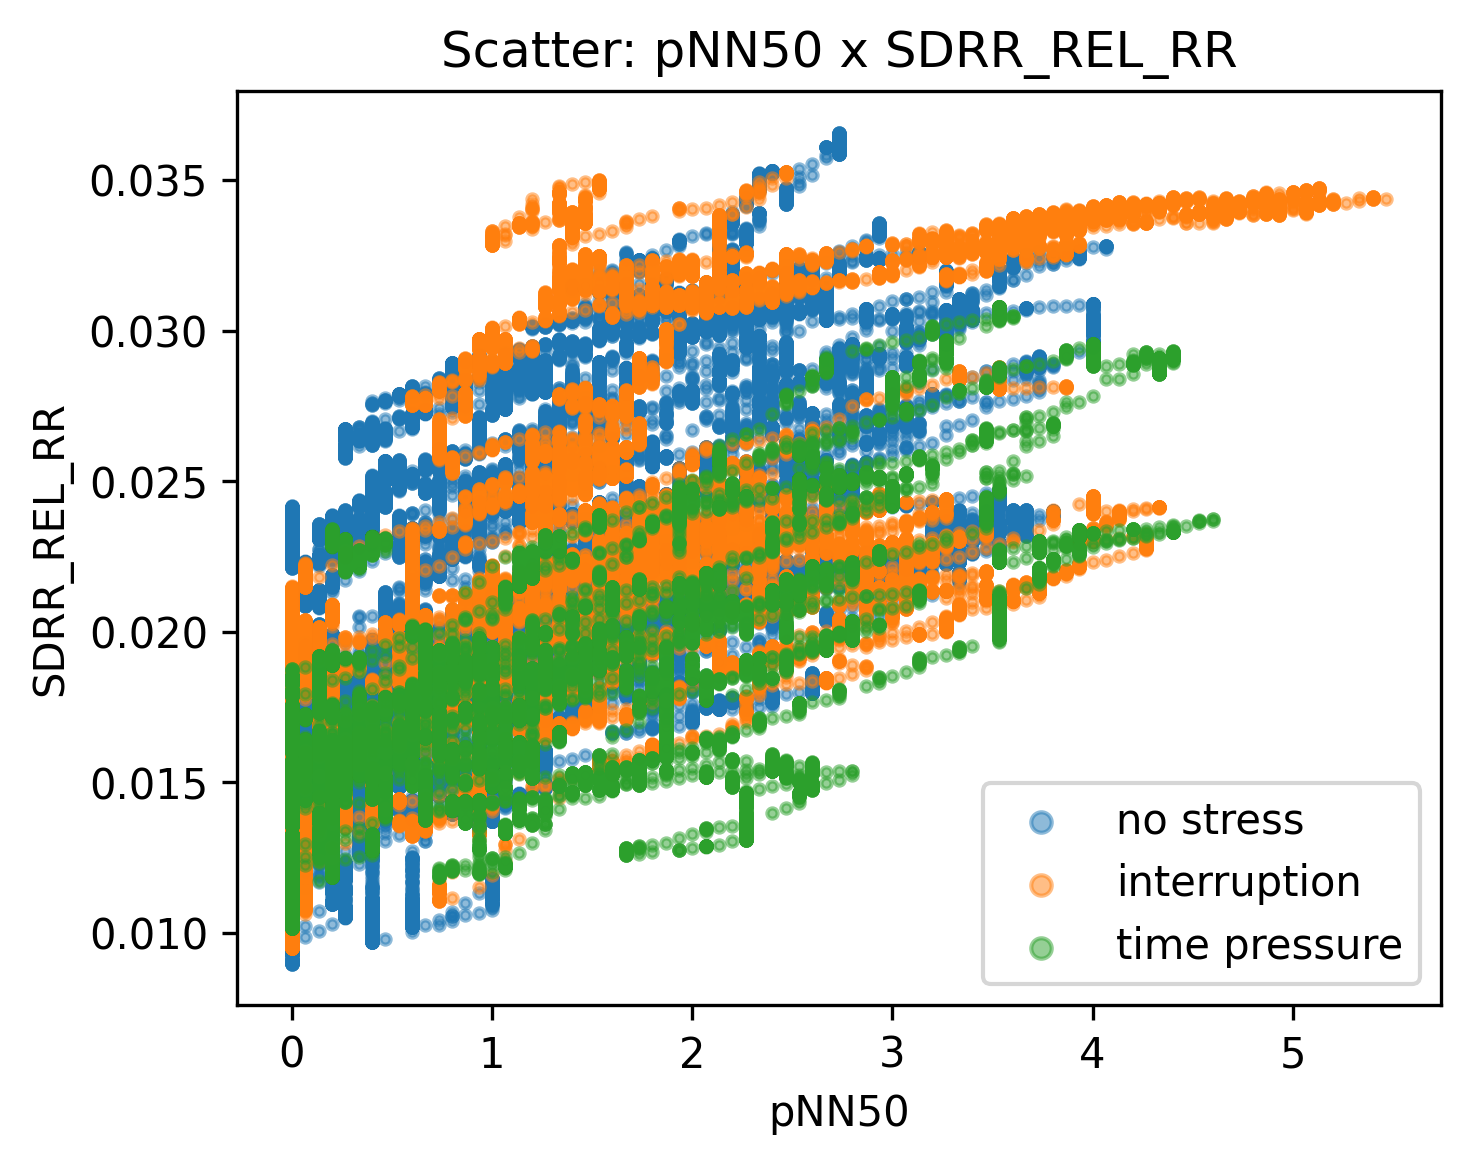 Scatter: pNN50 x SDRR_REL_RR
SDRR_REL_RR
0.035
0.030
0.025
0.020
0.015
0.010
no stress
interruption
time pressure
0 1 2 3 4 5
pNN50